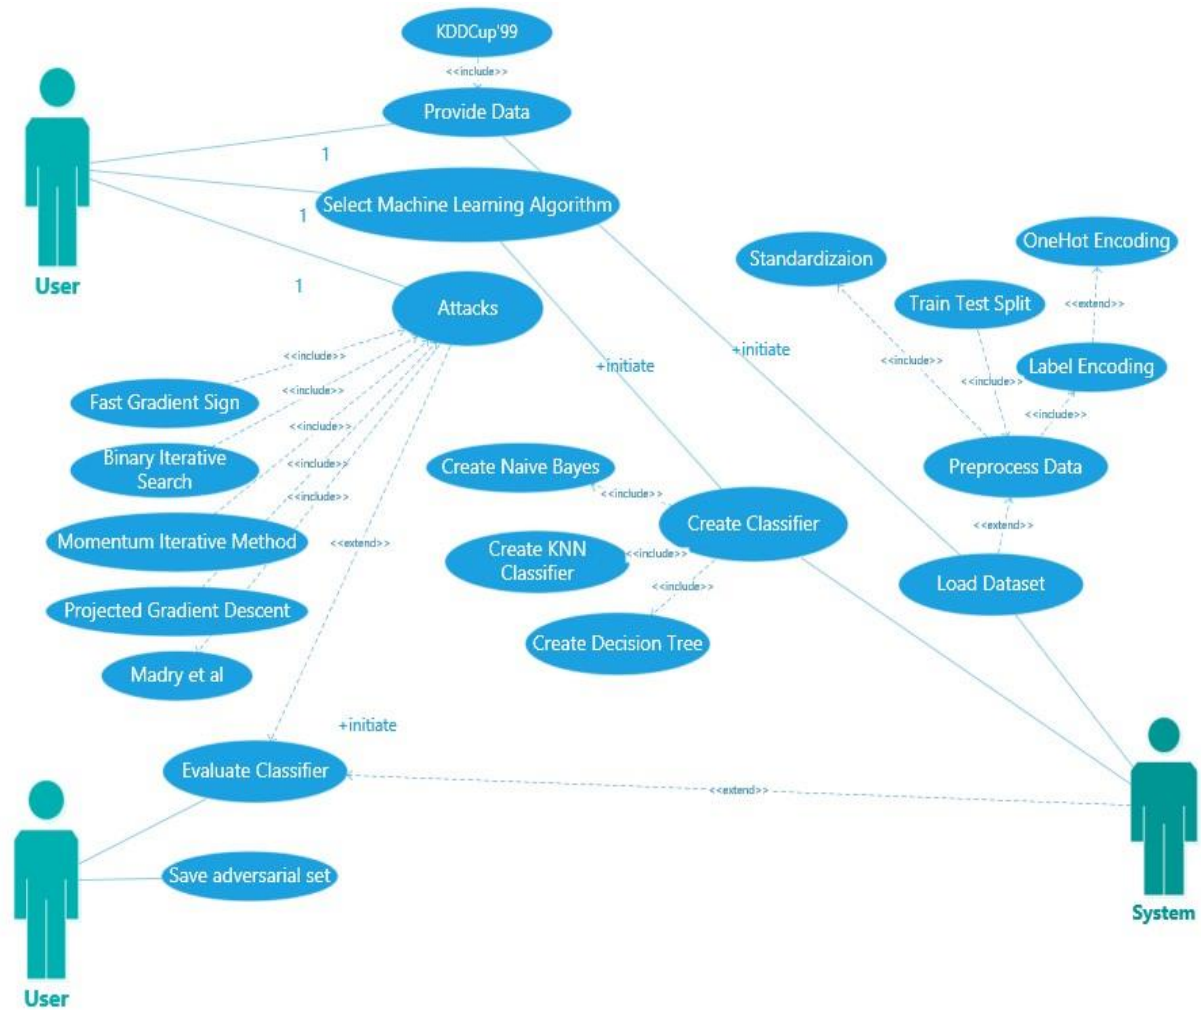 KDDCup'99
<<include>>
Provide Data
1
Select Machine Learning Algorithm
1
User
1
Attacks
Standardizaion
OneHot Encoding
Train Test Split
<<extend>>
Label Encoding
<<include>>
<<include>>
<<include>>
Preprocess Data
<<extend>>
Load Dataset
+initiate
+initiate
<<include>>
<<include>>
<<include>>
<<include>>
<<include>>
Fast Gradient Sign
Binary Iterative
Search
Momentum Iterative Method
Projected Gradient Descent
Madry et al
<<extend>>
Create Naive Bayes
<<include>>
Create Classifier
Create KNN
Classifier
<<include>>
<<include>>
Create Decision Tree
+initiate
Evaluate Classifier
<<extend>>
Save adversarial set
System
User